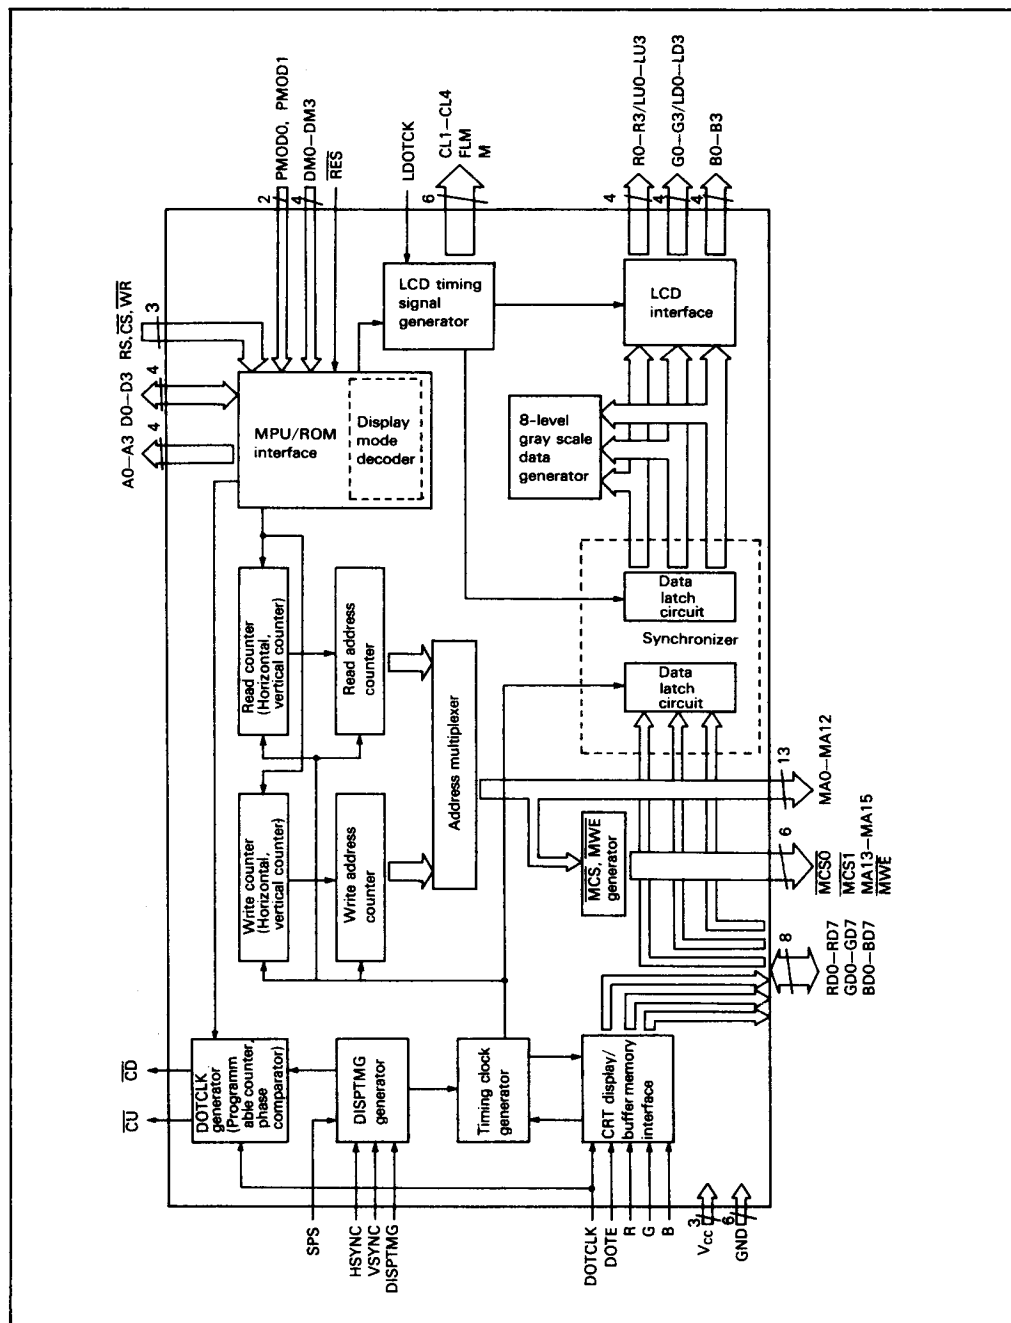 PMOD0, PMOD1
DM0–DM3
RES
LDOTCK
CL1–CL4
FLM
M
R0–R3/LU0–LU3
G0–G3/LD0–LD3
B0–B3
2
4
6
4
4
4
RS, CS, WR
3
D0–D3
4
A0–A3
4
MPU/ROM
interface
Display
mode
decoder
LCD timing
signal
generator
LCD
interface
8-level
gray scale
data
generator
Read counter
(Horizontal,
vertical counter)
Read address
counter
Write counter
(Horizontal,
vertical counter)
Write address
counter
Address multiplexer
Data
latch
circuit
Synchronizer
Data
latch
circuit
MCS, MWE
generator
13
MA0–MA12
6
MCS0
MCS1
MA13–MA15
MWE
8
RD0–RD7
GD0–GD7
BD0–BD7
CD
CU
DOTCLK
generator
(Programm
able counter,
phase
comparator)
DISPTMG
generator
Timing clock
generator
CRT display/
buffer memory
interface
SPS
HSYNC
VSYNC
DISPTMG
DOTCLK
DOTE
R
G
B
3
Vcc
6
GND